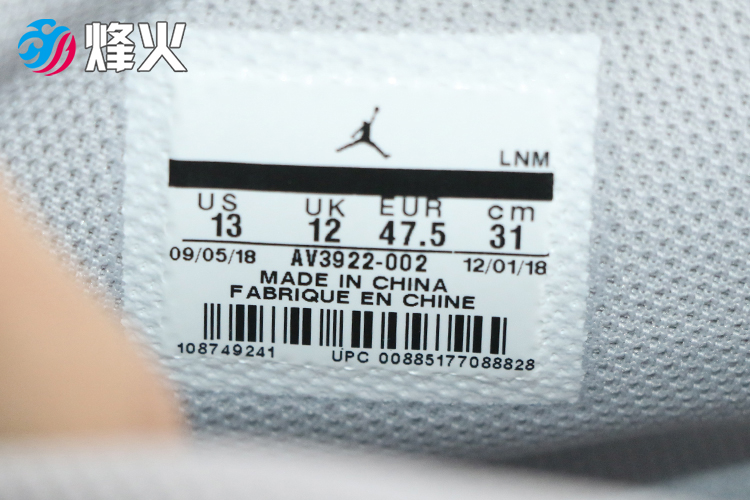 烽火
LNM
US UK EUR cm
13 12 47.5 31
09/05/18 AV3922-002 12/01/18
MADE IN CHINA
FABRIQUE EN CHINE
108749241 UPC 00885177088828